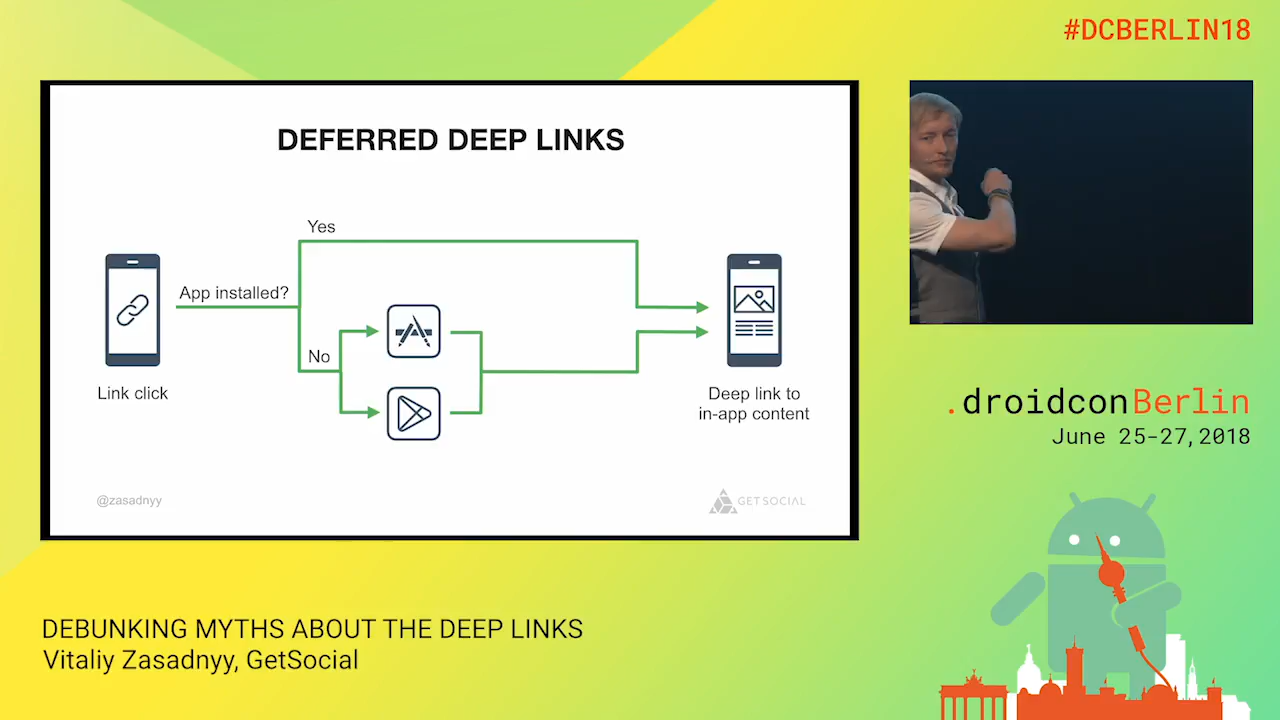 #DCBERLIN18
DEFERRED DEEP LINKS
Yes
App installed?
No
Link click
Deep link to
in-app content
@zasadnyy
GETSOCIAL
.droidconBerlin
June 25-27,2018
DEBUNKING MYTHS ABOUT THE DEEP LINKS
Vitaliy Zasadnyy, GetSocial